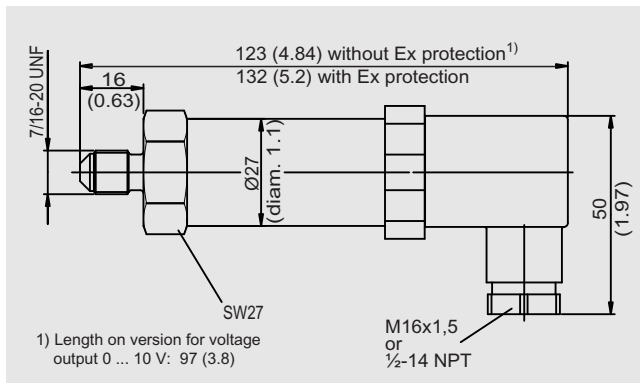 123 (4.84) without Ex protection¹⁾
132 (5.2) with Ex protection
16
(0.63)
7/16-20 UNF
Ø27
(diam. 1.1)
50
(1.97)
SW27
M16x1,5
or
½-14 NPT
1) Length on version for voltage
output 0 ... 10 V: 97 (3.8)